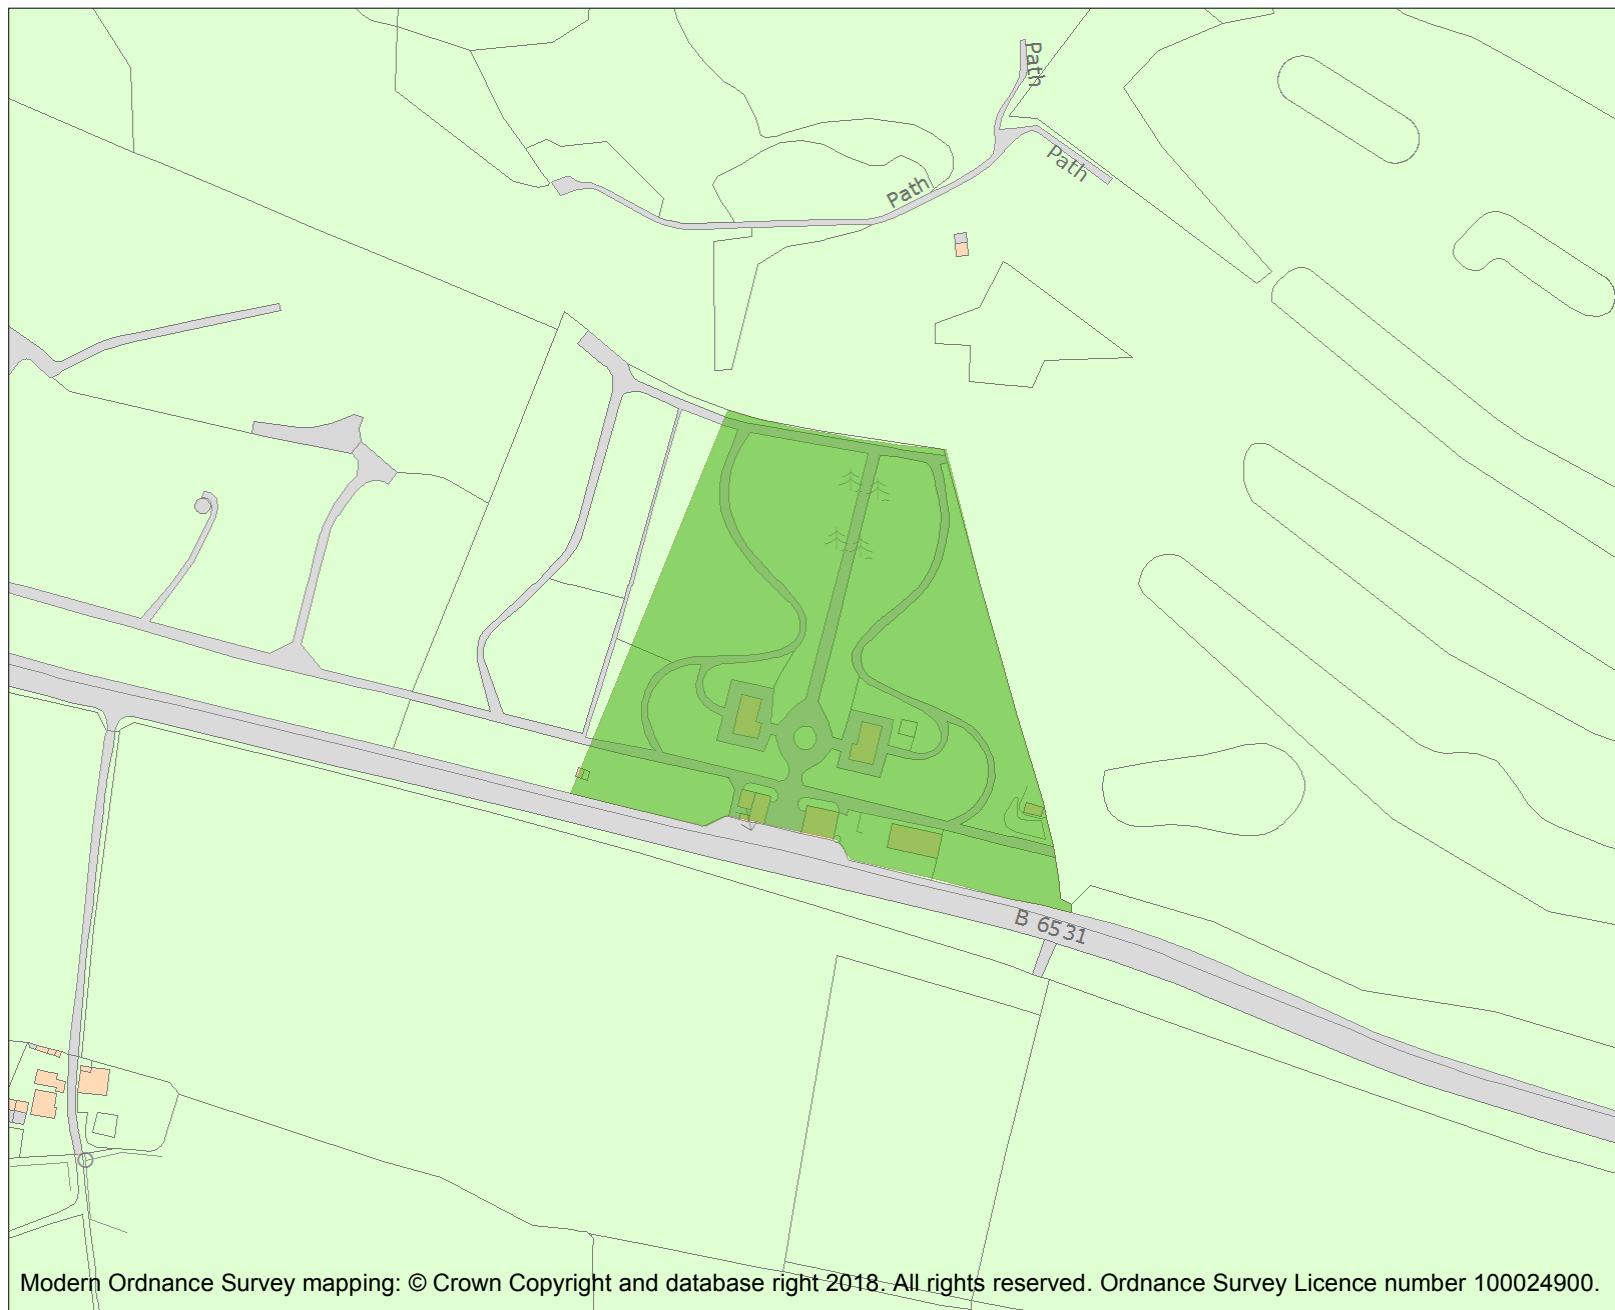 Path
Path
Path
B 6531
Modern Ordnance Survey mapping: © Crown Copyright and database right 2018. All rights reserved. Ordnance Survey Licence number 100024900.